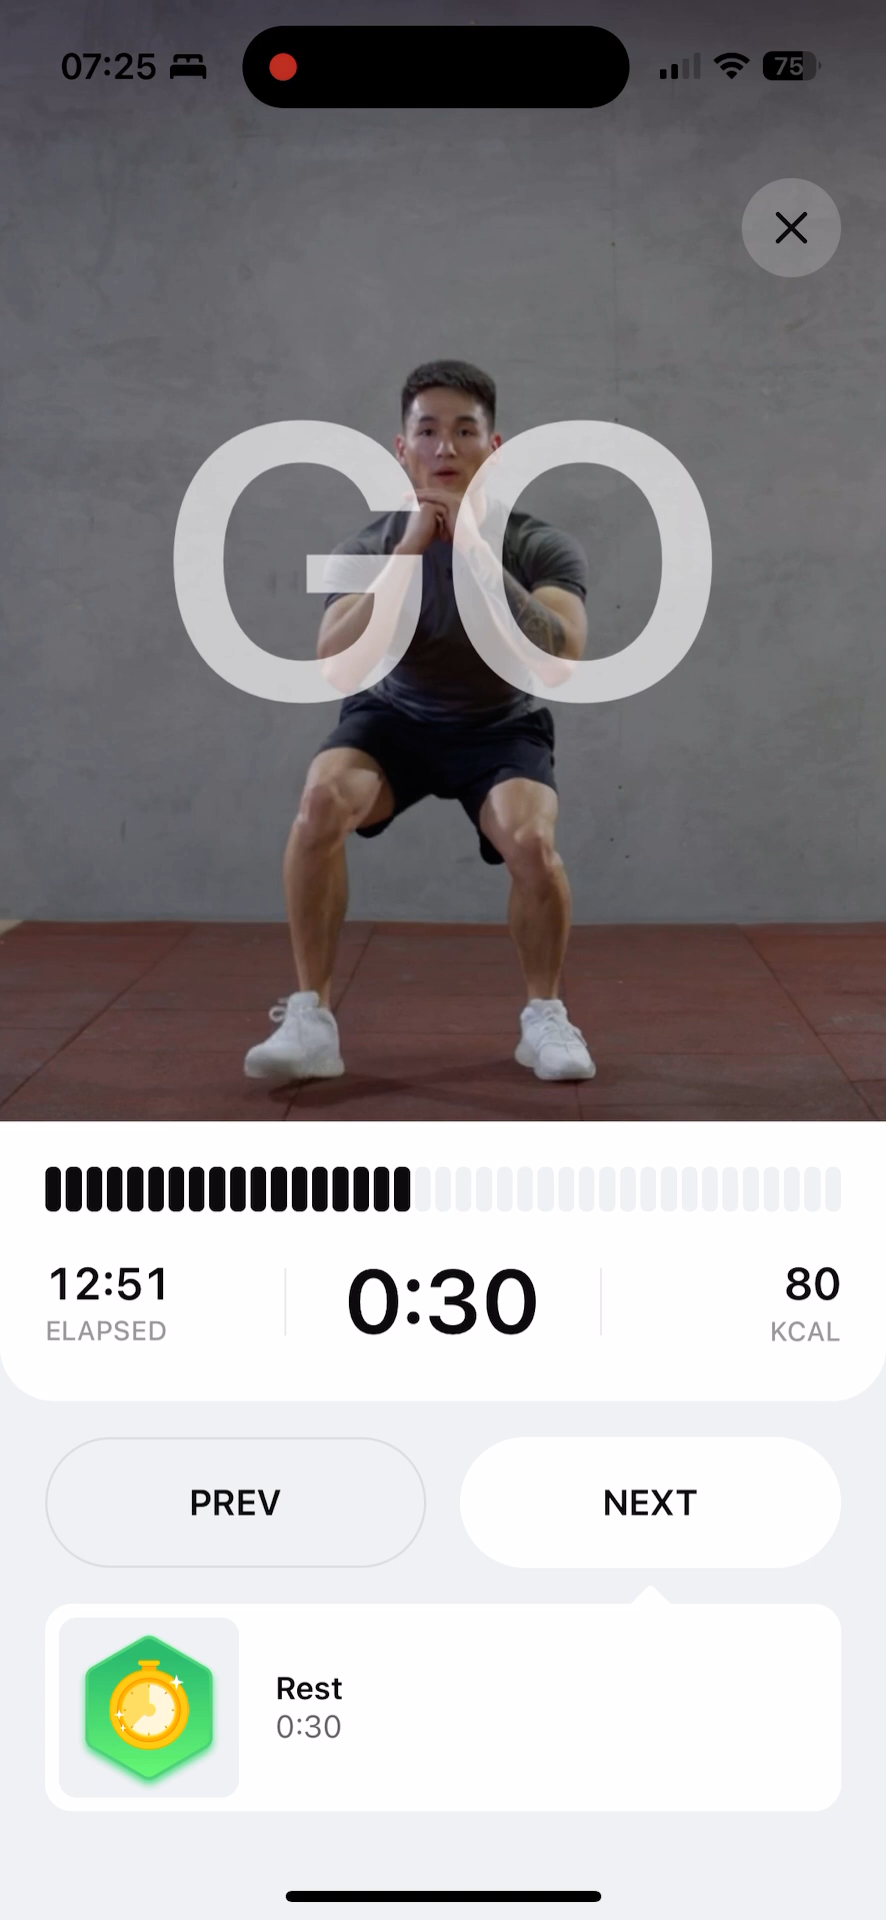 07:25
75
GO
12:51
ELAPSED
0:30
80
KCAL
PREV
NEXT
Rest
0:30